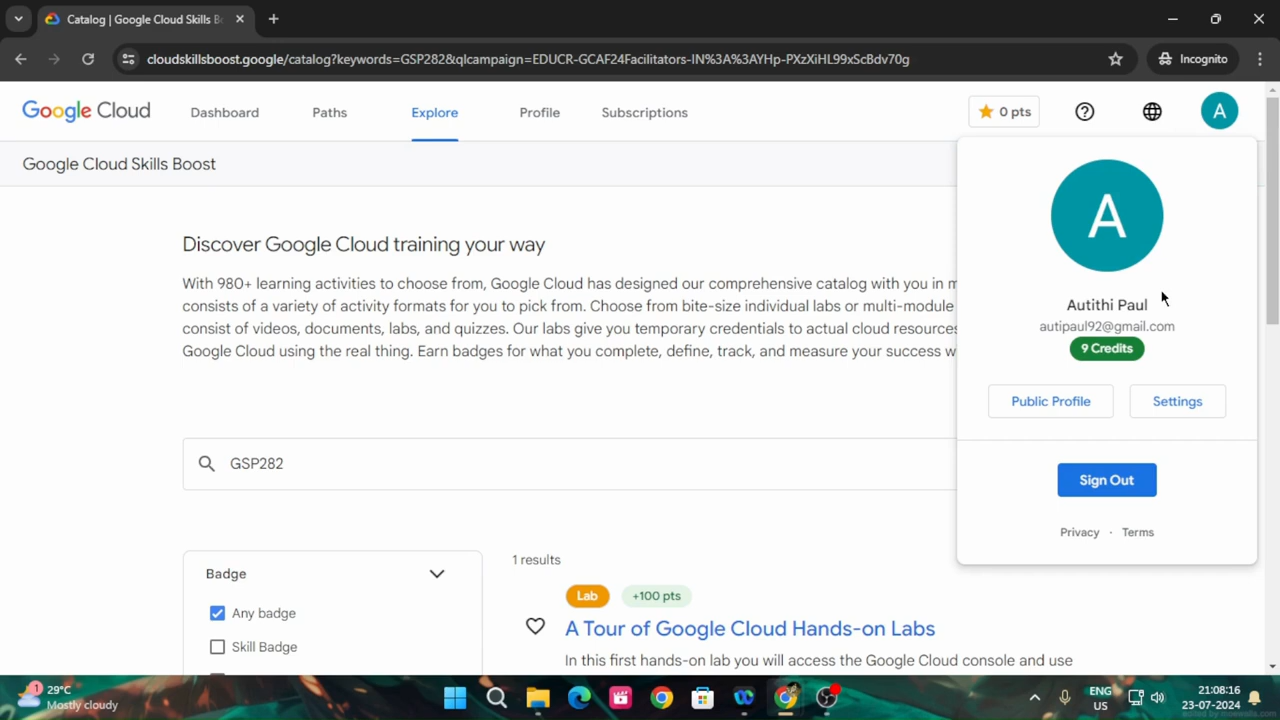 Catalog | Google Cloud Skills Bo
cloudskillsboost.google/catalog?keywords=GSP282&qlcampaign=EDUCR-GCAF24Facilitators-IN%3A%3AYHp-PXzXiHL99xScBdv70g
Incognito
Google Cloud
Dashboard
Paths
Explore
Profile
Subscriptions
0 pts
A
Google Cloud Skills Boost
A
Autithi Paul
autipaul92@gmail.com
9 Credits
Public Profile
Settings
Sign Out
Privacy · Terms
Discover Google Cloud training your way
With 980+ learning activities to choose from, Google Cloud has designed our comprehensive catalog with you in m
consists of a variety of activity formats for you to pick from. Choose from bite-size individual labs or multi-module
consist of videos, documents, labs, and quizzes. Our labs give you temporary credentials to actual cloud resources
Google Cloud using the real thing.Earn badges for what you complete, define, track, and measure your success w
GSP282
Badge
Any badge
Skill Badge
1 results
Lab
+100 pts
A Tour of Google Cloud Hands-on Labs
In this first hands-on lab you will access the Google Cloud console and use
1
29°C
Mostly cloudy
ENG
US
21:08:16
23-07-2024